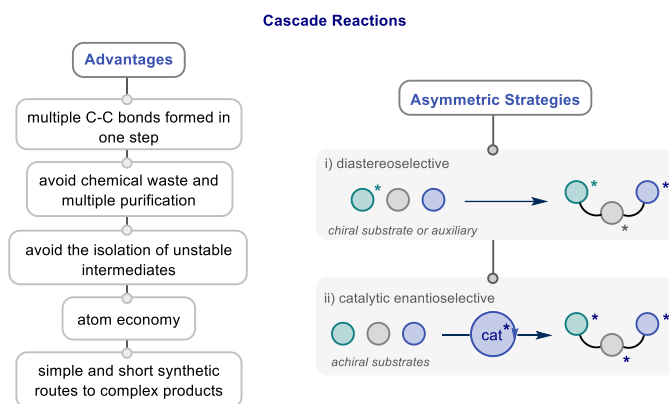 Cascade Reactions
Advantages
multiple C-C bonds formed in
one step
avoid chemical waste and
multiple purification
avoid the isolation of unstable
intermediates
atom economy
simple and short synthetic
routes to complex products
Asymmetric Strategies
i) diastereoselective
*
* * *
chiral substrate or auxiliary
ii) catalytic enantioselective
cat*
* * *
achiral substrates